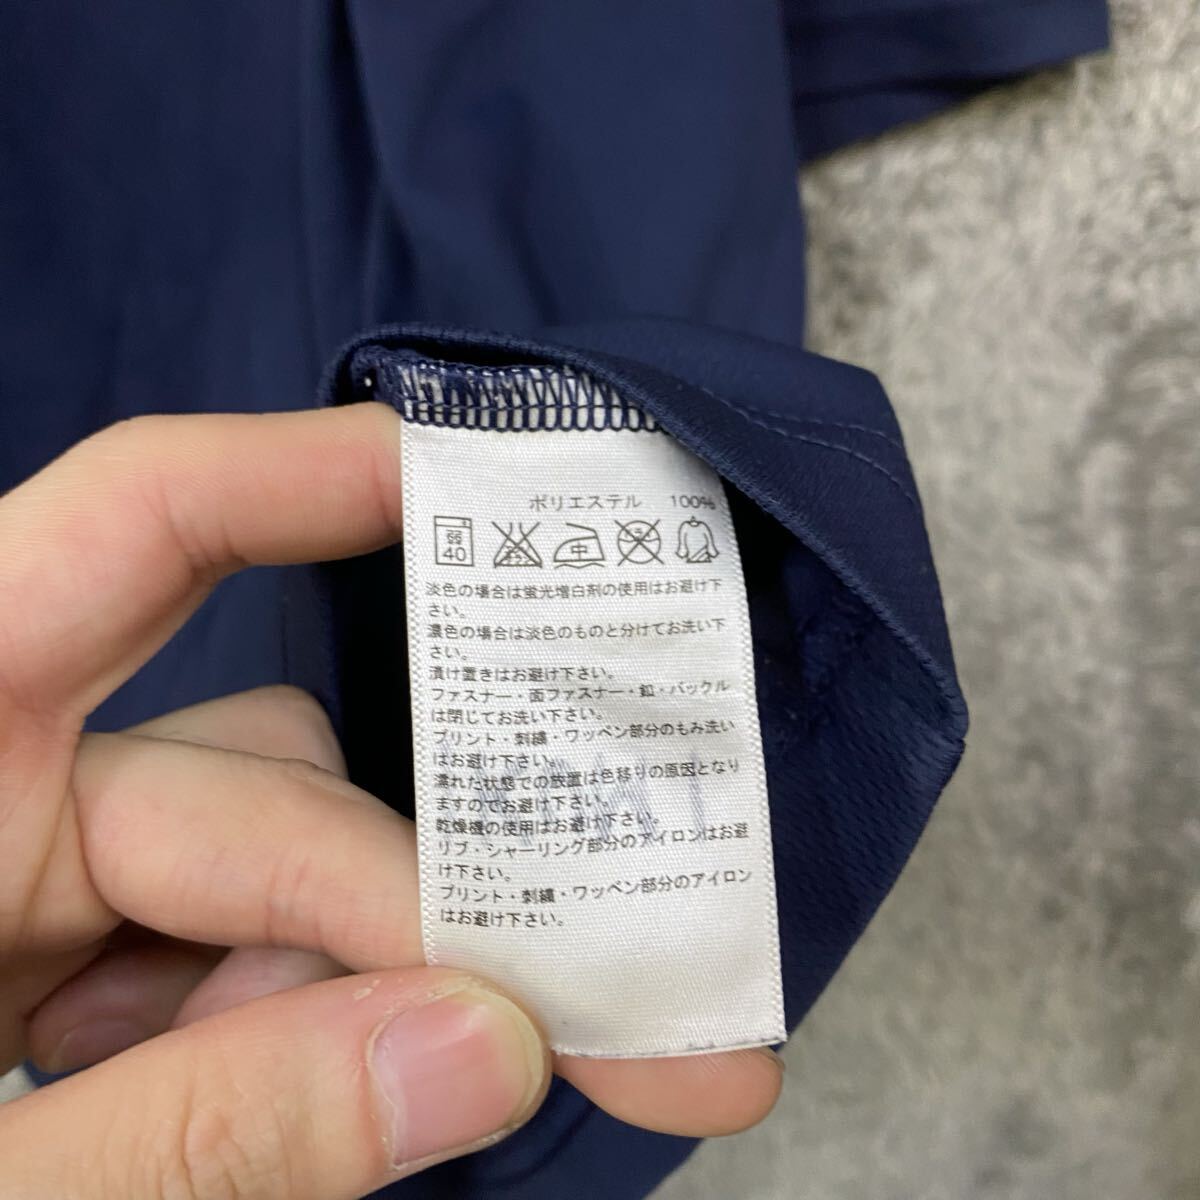 ポリエステル 100%
弱
40
エンソ
サラシ
中
淡色の場合は蛍光増白剤の使用はお避け下
さい。
濃色の場合は淡色のものと分けてお洗い下
さい。
漬け置きはお避け下さい。
ファスナー・面ファスナー・釦・バックル
は閉じてお洗い下さい。
プリント・刺繍・ワッペン部分のもみ洗い
はお避け下さい。
濡れた状態での放置は色移りの原因となり
ますのでお避け下さい。
乾燥機の使用はお避け下さい。
リブ・シャーリング部分のアイロンはお避
け下さい。
プリント・刺繍・ワッペン部分のアイロン
はお避け下さい。